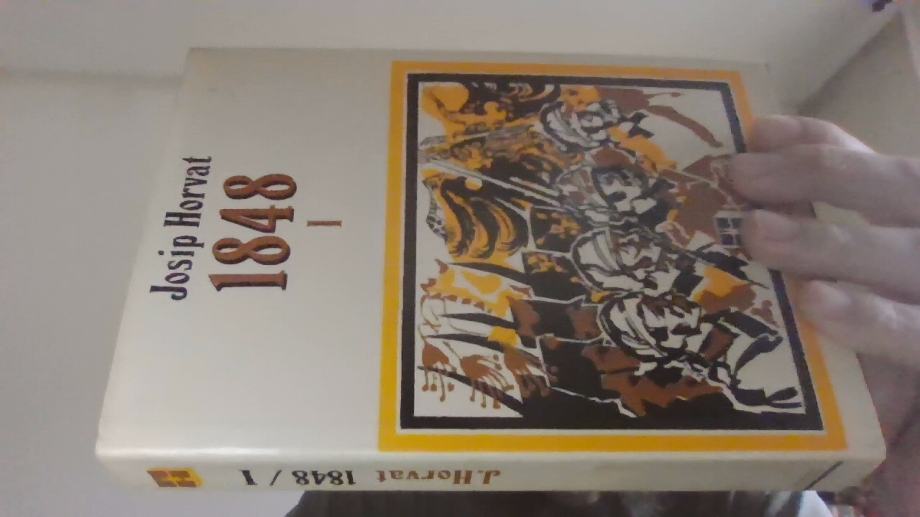 Josip Horvat
1848
I
J. Horvat 1848 / I